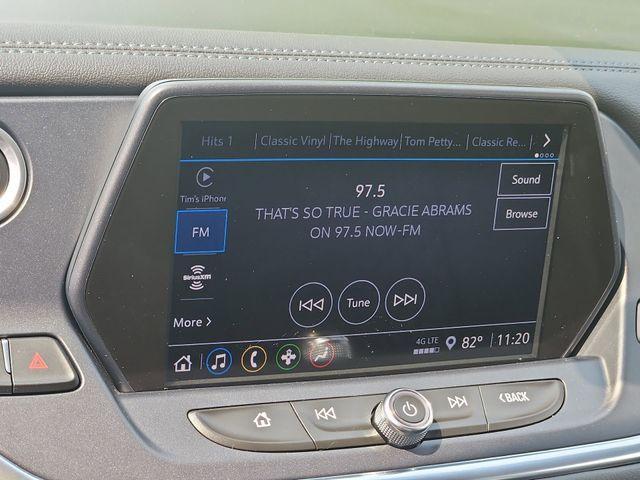 Hits 1 Classic Vinyl The Highway Tom Petty... Classic Re...
Tim's iPhon
97.5
Sound
FM
THAT'S SO TRUE - GRACIE ABRAMS
Browse
ON 97.5 NOW-FM
SiriusXM
Tune
More
4G LTE 82° 11:20
BACK